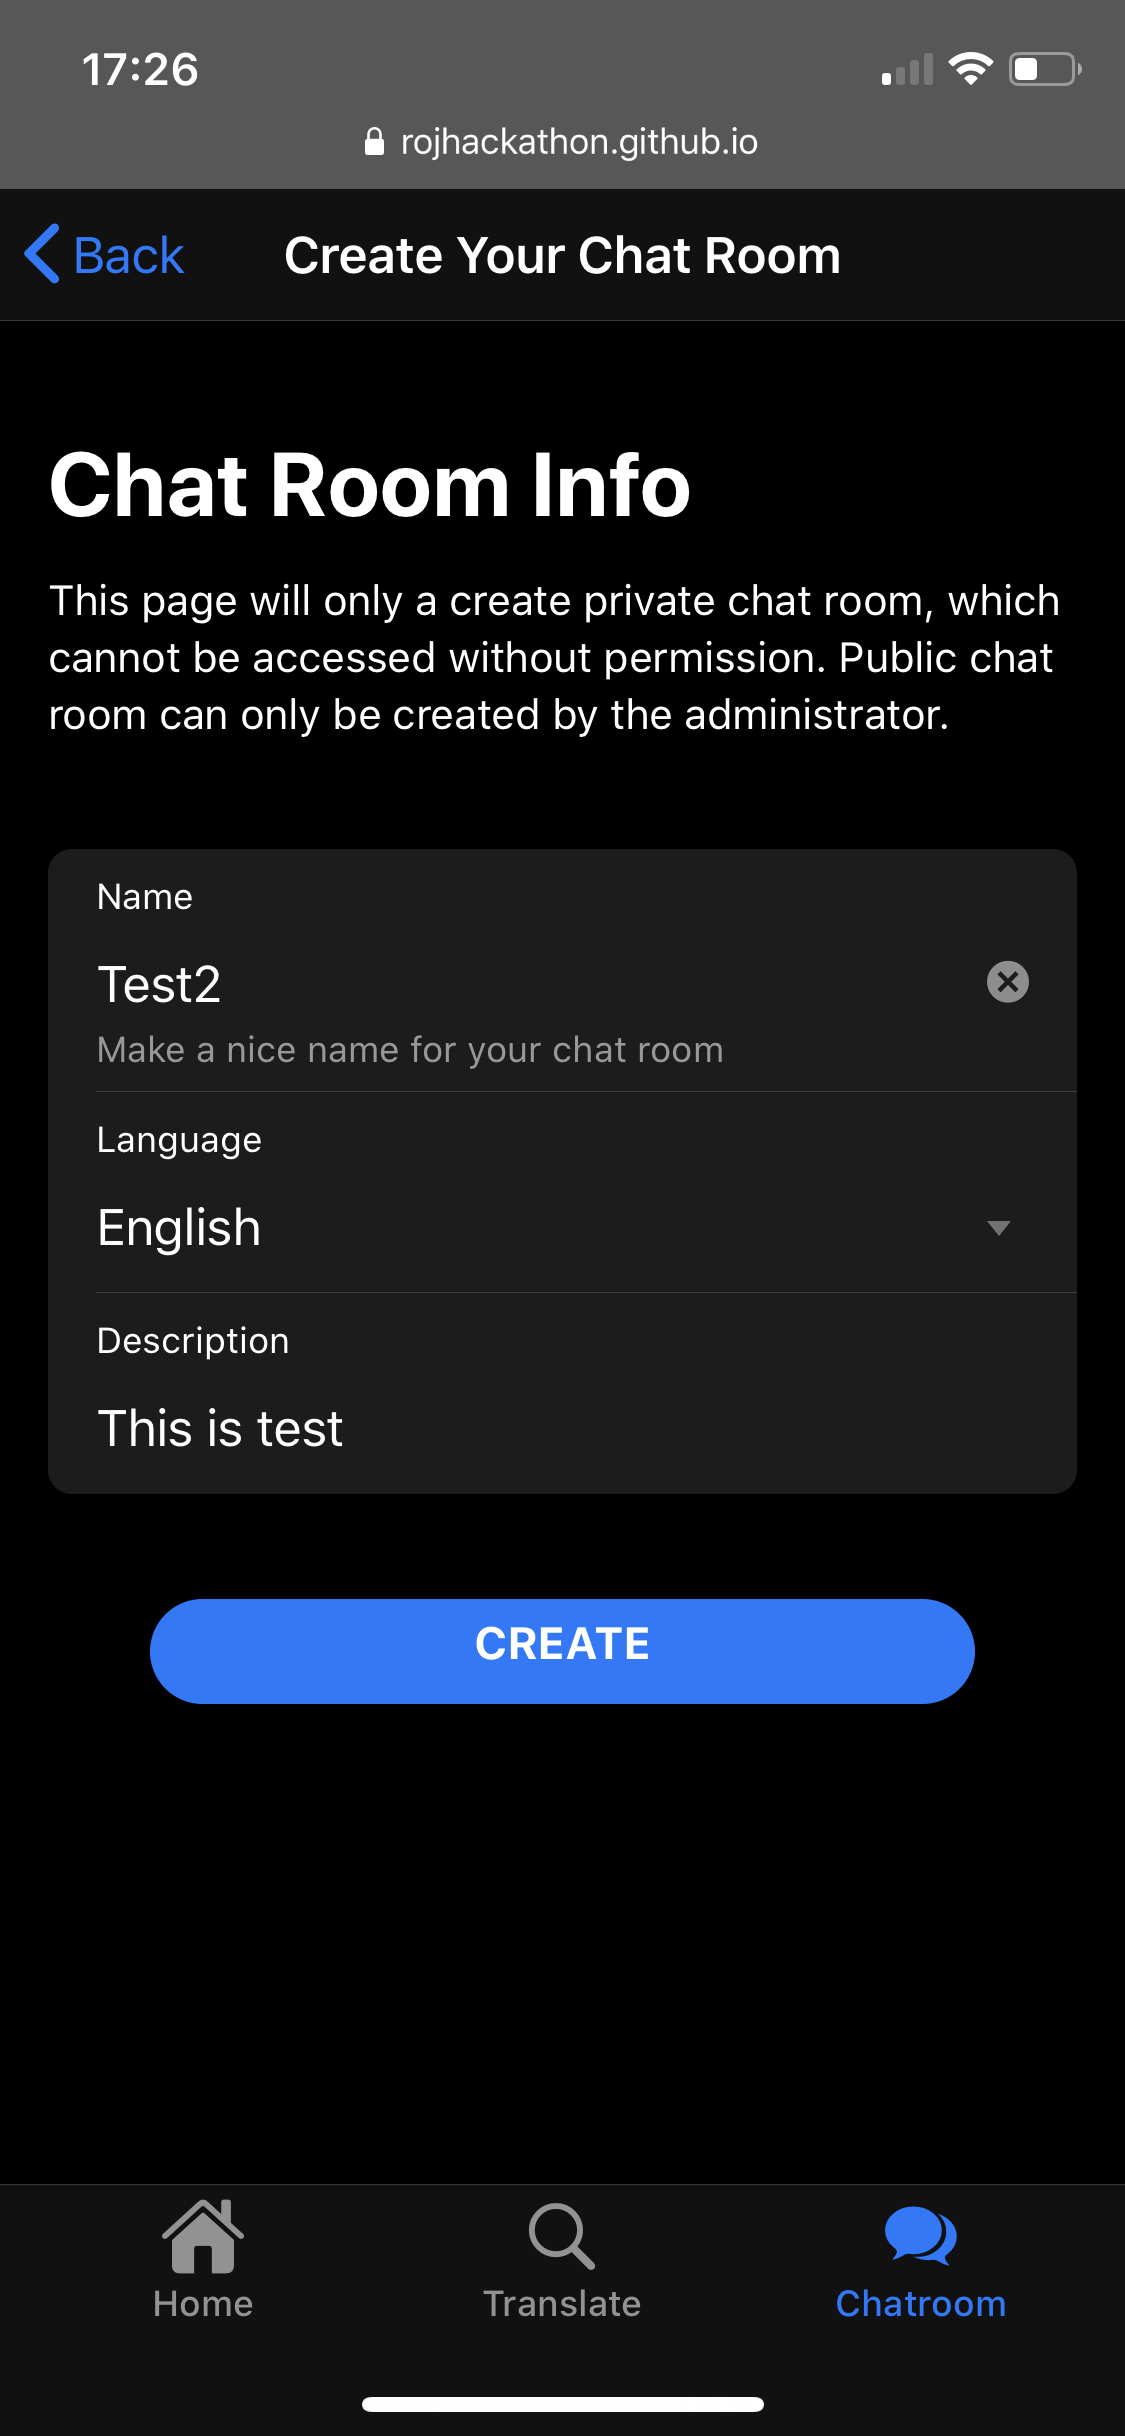 17:26
rojhackathon.github.io
Back
Create Your Chat Room
Chat Room Info
This page will only a create private chat room, which
cannot be accessed without permission. Public chat
room can only be created by the administrator.
Name
Test2
Make a nice name for your chat room
Language
English
Description
This is test
CREATE
Home
Translate
Chatroom